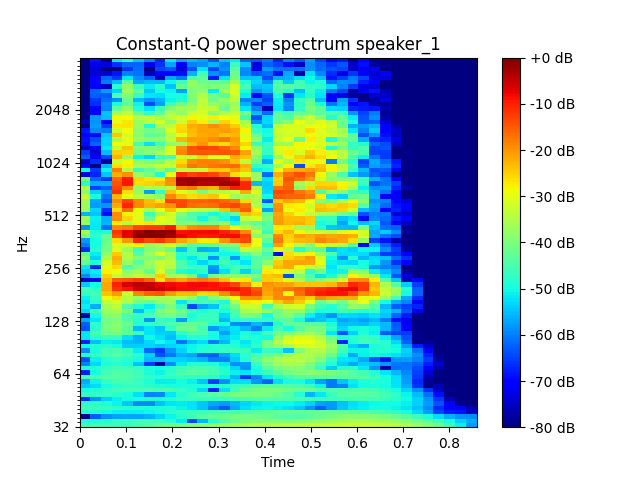 Constant-Q power spectrum speaker_1
Hz
2048
1024
512
256
128
64
32
0 0.1 0.2 0.3 0.4 0.5 0.6 0.7 0.8
Time
+0 dB
-10 dB
-20 dB
-30 dB
-40 dB
-50 dB
-60 dB
-70 dB
-80 dB